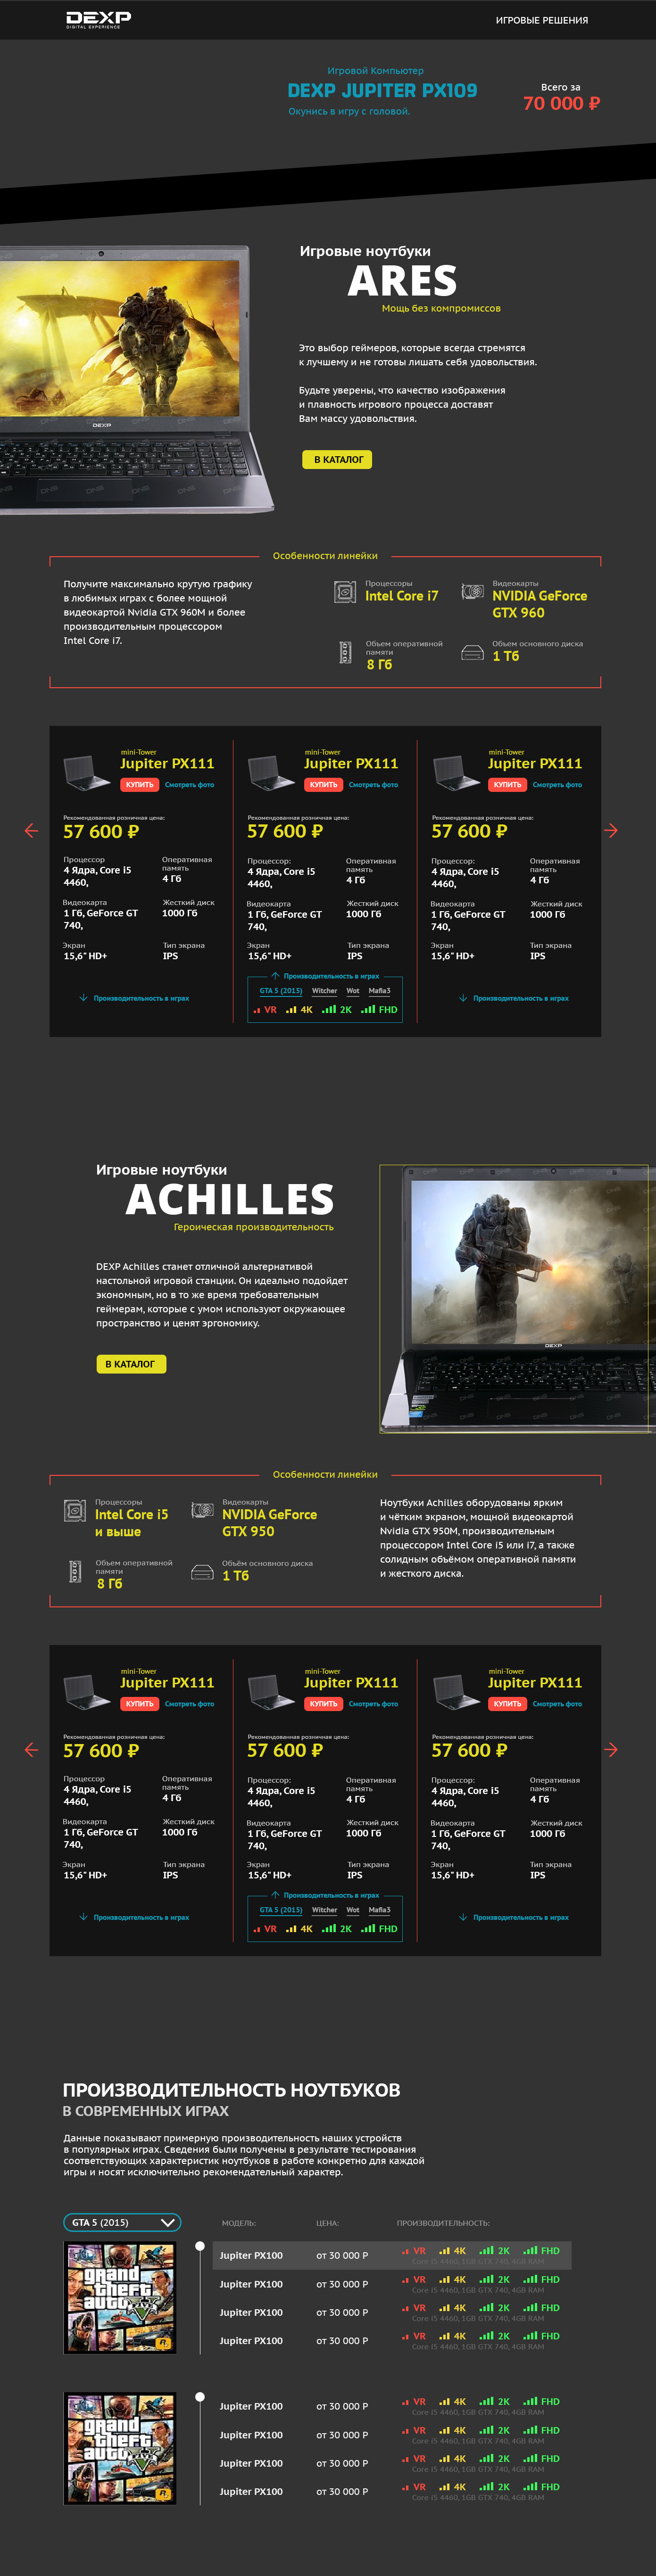 DEXP
DIGITAL EXPERIENCE
ИГРОВЫЕ РЕШЕНИЯ
Игровой Компьютер
DEXP JUPITER PX109
Окунись в игру с головой.
Всего за
70 000 ₽
Игровые ноутбуки
ARES
Мощь без компромиссов
Это выбор геймеров, которые всегда стремятся
к лучшему и не готовы лишать себя удовольствия.
Будьте уверены, что качество изображения
и плавность игрового процесса доставят
Вам массу удовольствия.
В КАТАЛОГ
DEXP
Особенности линейки
Получите максимально крутую графику
в любимых играх с более мощной
видеокартой Nvidia GTX 960M и более
производительным процессором
Intel Core i7.
Процессоры
Intel Core i7
Видеокарты
NVIDIA GeForce
GTX 960
Объем оперативной
памяти
8 Гб
Объем основного диска
1 Тб
mini-Tower
Jupiter PX111
КУПИТЬ Смотреть фото
Рекомендованная розничная цена:
57 600 ₽
Процессор
4 Ядра, Core i5
4460,
Оперативная
память
4 Гб
Видеокарта
1 Гб, GeForce GT
740,
Жесткий диск
1000 Гб
Экран
15,6" HD+
Тип экрана
IPS
Производительность в играх
mini-Tower
Jupiter PX111
КУПИТЬ Смотреть фото
Рекомендованная розничная цена:
57 600 ₽
Процессор:
4 Ядра, Core i5
4460,
Оперативная
память
4 Гб
Видеокарта
1 Гб, GeForce GT
740,
Жесткий диск
1000 Гб
Экран
15,6" HD+
Тип экрана
IPS
Производительность в играх
GTA 5 (2015) Witcher Wot Mafia3
VR 4K 2K FHD
mini-Tower
Jupiter PX111
КУПИТЬ Смотреть фото
Рекомендованная розничная цена:
57 600 ₽
Процессор:
4 Ядра, Core i5
4460,
Оперативная
память
4 Гб
Видеокарта
1 Гб, GeForce GT
740,
Жесткий диск
1000 Гб
Экран
15,6" HD+
Тип экрана
IPS
Производительность в играх
Игровые ноутбуки
ACHILLES
Героическая производительность
DEXP Achilles станет отличной альтернативой
настольной игровой станции. Он идеально подойдет
экономным, но в то же время требовательным
геймерам, которые с умом используют окружающее
пространство и ценят эргономику.
В КАТАЛОГ
DEXP
Особенности линейки
Процессоры
Intel Core i5
и выше
Видеокарты
NVIDIA GeForce
GTX 950
Объем оперативной
памяти
8 Гб
Объём основного диска
1 Тб
Ноутбуки Achilles оборудованы ярким
и чётким экраном, мощной видеокартой
Nvidia GTX 950M, производительным
процессором Intel Core i5 или i7, а также
солидным объёмом оперативной памяти
и жесткого диска.
mini-Tower
Jupiter PX111
КУПИТЬ Смотреть фото
Рекомендованная розничная цена:
57 600 ₽
Процессор
4 Ядра, Core i5
4460,
Оперативная
память
4 Гб
Видеокарта
1 Гб, GeForce GT
740,
Жесткий диск
1000 Гб
Экран
15,6" HD+
Тип экрана
IPS
Производительность в играх
mini-Tower
Jupiter PX111
КУПИТЬ Смотреть фото
Рекомендованная розничная цена:
57 600 ₽
Процессор:
4 Ядра, Core i5
4460,
Оперативная
память
4 Гб
Видеокарта
1 Гб, GeForce GT
740,
Жесткий диск
1000 Гб
Экран
15,6" HD+
Тип экрана
IPS
Производительность в играх
GTA 5 (2015) Witcher Wot Mafia3
VR 4K 2K FHD
mini-Tower
Jupiter PX111
КУПИТЬ Смотреть фото
Рекомендованная розничная цена:
57 600 ₽
Процессор:
4 Ядра, Core i5
4460,
Оперативная
память
4 Гб
Видеокарта
1 Гб, GeForce GT
740,
Жесткий диск
1000 Гб
Экран
15,6" HD+
Тип экрана
IPS
Производительность в играх
ПРОИЗВОДИТЕЛЬНОСТЬ НОУТБУКОВ
В СОВРЕМЕННЫХ ИГРАХ
Данные показывают примерную производительность наших устройств
в популярных играх. Сведения были получены в результате тестирования
соответствующих характеристик ноутбуков в работе конкретно для каждой
игры и носят исключительно рекомендательный характер.
GTA 5 (2015)
МОДЕЛЬ: ЦЕНА: ПРОИЗВОДИТЕЛЬНОСТЬ:
grand
theft
auto V
Jupiter PX100 от 30 000 Р VR 4K 2K FHD
Core i5 4460, 1GB GTX 740, 4GB RAM
Jupiter PX100 от 30 000 Р VR 4K 2K FHD
Core i5 4460, 1GB GTX 740, 4GB RAM
Jupiter PX100 от 30 000 Р VR 4K 2K FHD
Core i5 4460, 1GB GTX 740, 4GB RAM
Jupiter PX100 от 30 000 Р VR 4K 2K FHD
Core i5 4460, 1GB GTX 740, 4GB RAM
grand
theft
auto V
Jupiter PX100 от 30 000 Р VR 4K 2K FHD
Core i5 4460, 1GB GTX 740, 4GB RAM
Jupiter PX100 от 30 000 Р VR 4K 2K FHD
Core i5 4460, 1GB GTX 740, 4GB RAM
Jupiter PX100 от 30 000 Р VR 4K 2K FHD
Core i5 4460, 1GB GTX 740, 4GB RAM
Jupiter PX100 от 30 000 Р VR 4K 2K FHD
Core i5 4460, 1GB GTX 740, 4GB RAM